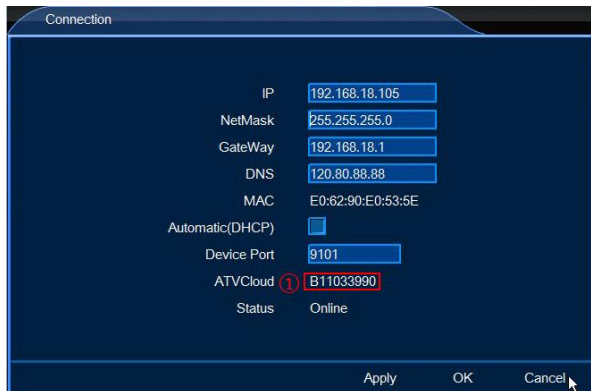 Connection
IP 192.168.18.105
NetMask 255.255.255.0
GateWay 192.168.18.1
DNS 120.80.88.88
MAC E0:62:90:E0:53:5E
Automatic(DHCP)
Device Port 9101
ATVCloud ① B11033990
Status Online
Apply OK Cancel